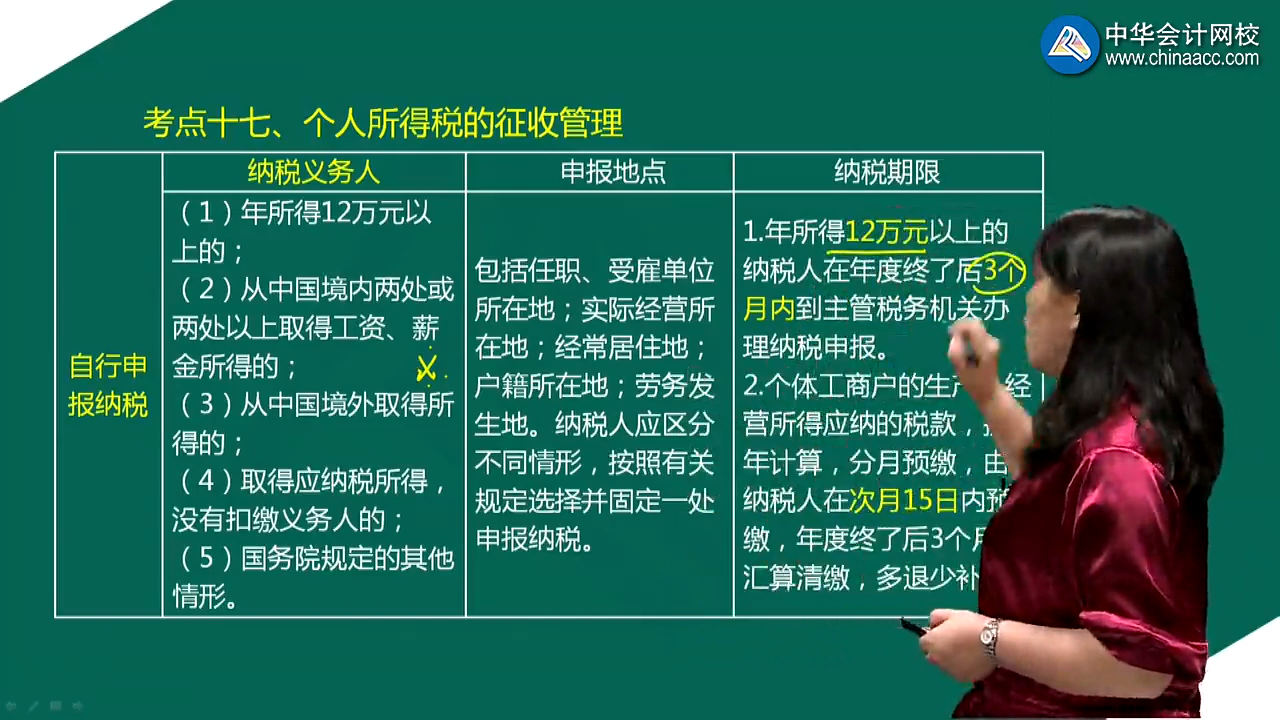 中华会计网校
www.chinaacc.com
考点十七、个人所得税的征收管理
纳税义务人
申报地点
纳税期限
自行申
报纳税
（1）年所得12万元以
上的；
（2）从中国境内两处或
两处以上取得工资、薪
金所得的；
（3）从中国境外取得所
得的；
（4）取得应纳税所得，
没有扣缴义务人的；
（5）国务院规定的其他
情形。
包括任职、受雇单位
所在地；实际经营所
在地；经常居住地；
户籍所在地；劳务发
生地。纳税人应区分
不同情形，按照有关
规定选择并固定一处
申报纳税。
1.年所得12万元以上的
纳税人在年度终了后3个
月内到主管税务机关办
理纳税申报。
2.个体工商户的生产 经
营所得应纳的税款，
年计算，分月预缴，由
纳税人在次月15日内预
缴，年度终了后3个月
汇算清缴，多退少补